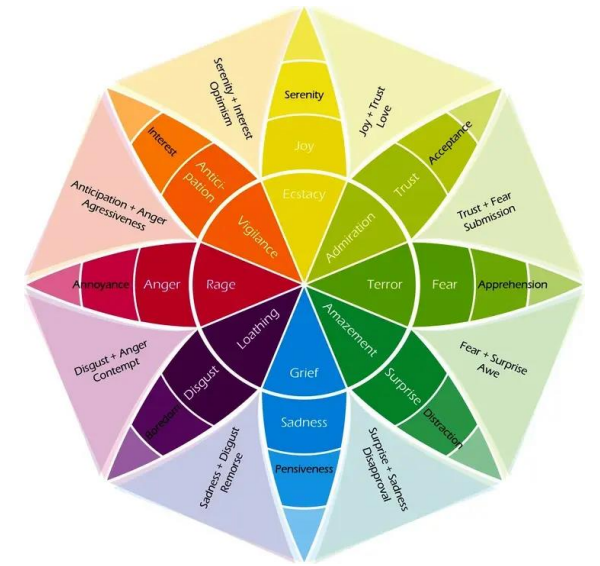 Serenity + Interest
Optimism
Serenity
Joy
Ecstacy
Joy + Trust
Love
Interest
Antici-
pation
Vigilance
Acceptance
Trust
Admiration
Anticipation + Anger
Agressiveness
Trust + Fear
Submission
Annoyance
Anger
Rage
Terror
Fear
Apprehension
Disgust + Anger
Contempt
Loathing
Disgust
Boredom
Amazement
Surprise
Distraction
Fear + Surprise
Awe
Grief
Sadness
Pensiveness
Sadness + Disgust
Remorse
Surprise + Sadness
Disapproval